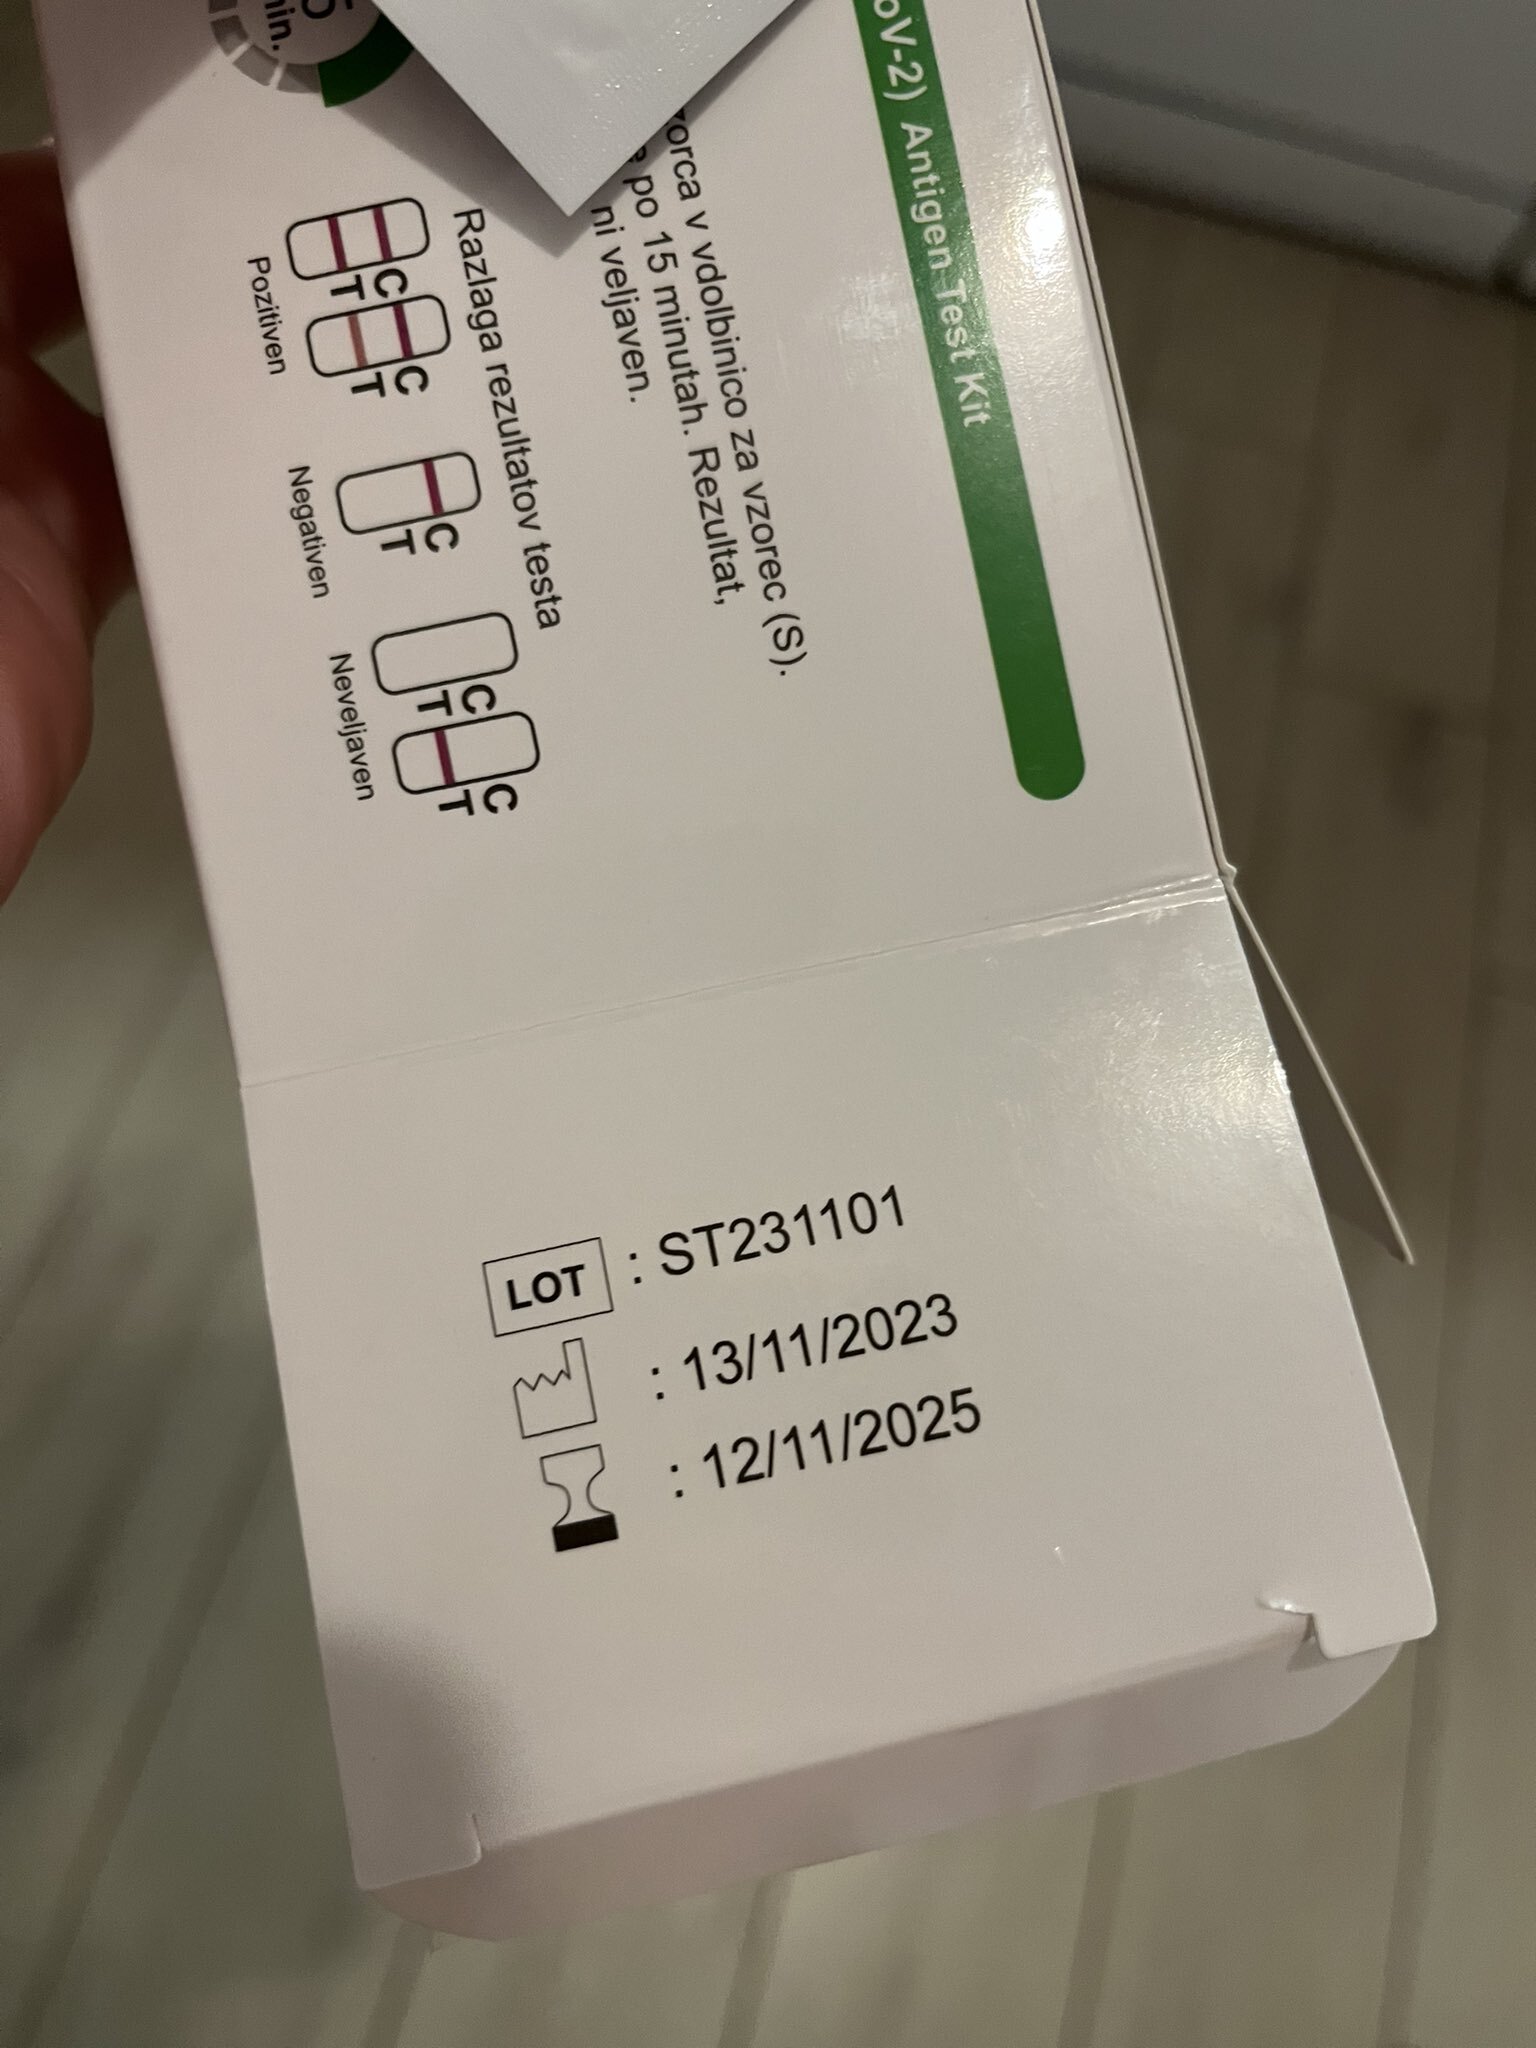 oV-2) Antigen Test Kit
v vdolbinico za vzorec (S).
po 15 minutah. Rezultat,
ni veljaven.
min.
Razlaga rezultatov testa
C C C C C
T T T T T
Pozitiven Negativen Neveljaven
LOT : ST231101
: 13/11/2023
: 12/11/2025